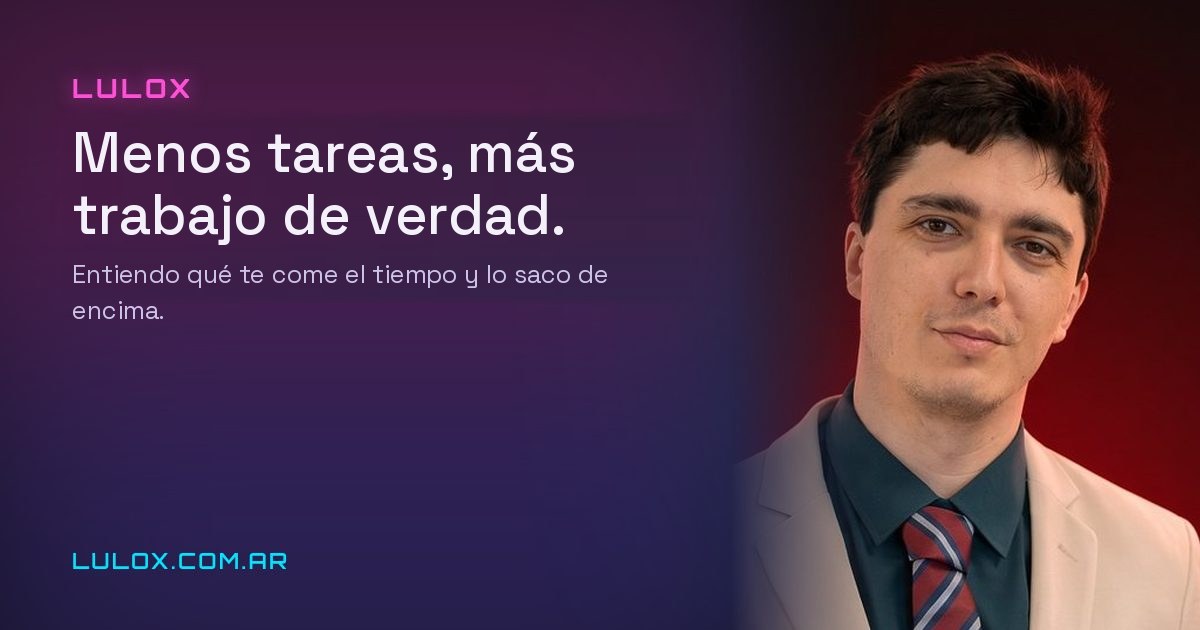 LULOX
Menos tareas, más
trabajo de verdad.
Entiendo qué te come el tiempo y lo saco de
encima.
LULOX.COM.AR